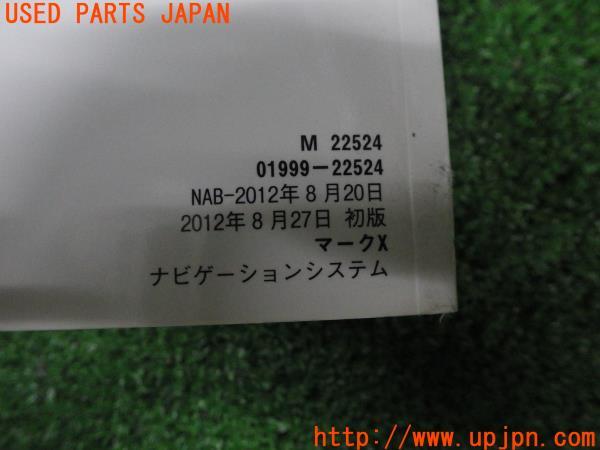 USED PARTS JAPAN
M 22524
01999-22524
NAB-2012年8月20日
2012年8月27日 初版
マークX
ナビゲーションシステム
http://www.upjpn.com/